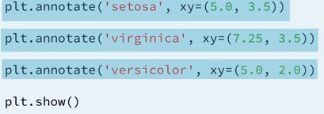 plt.annotate('setosa', xy=(5.0, 3.5))
plt.annotate('virginica', xy=(7.25, 3.5))
plt.annotate('versicolor', xy=(5.0, 2.0))
plt.show()